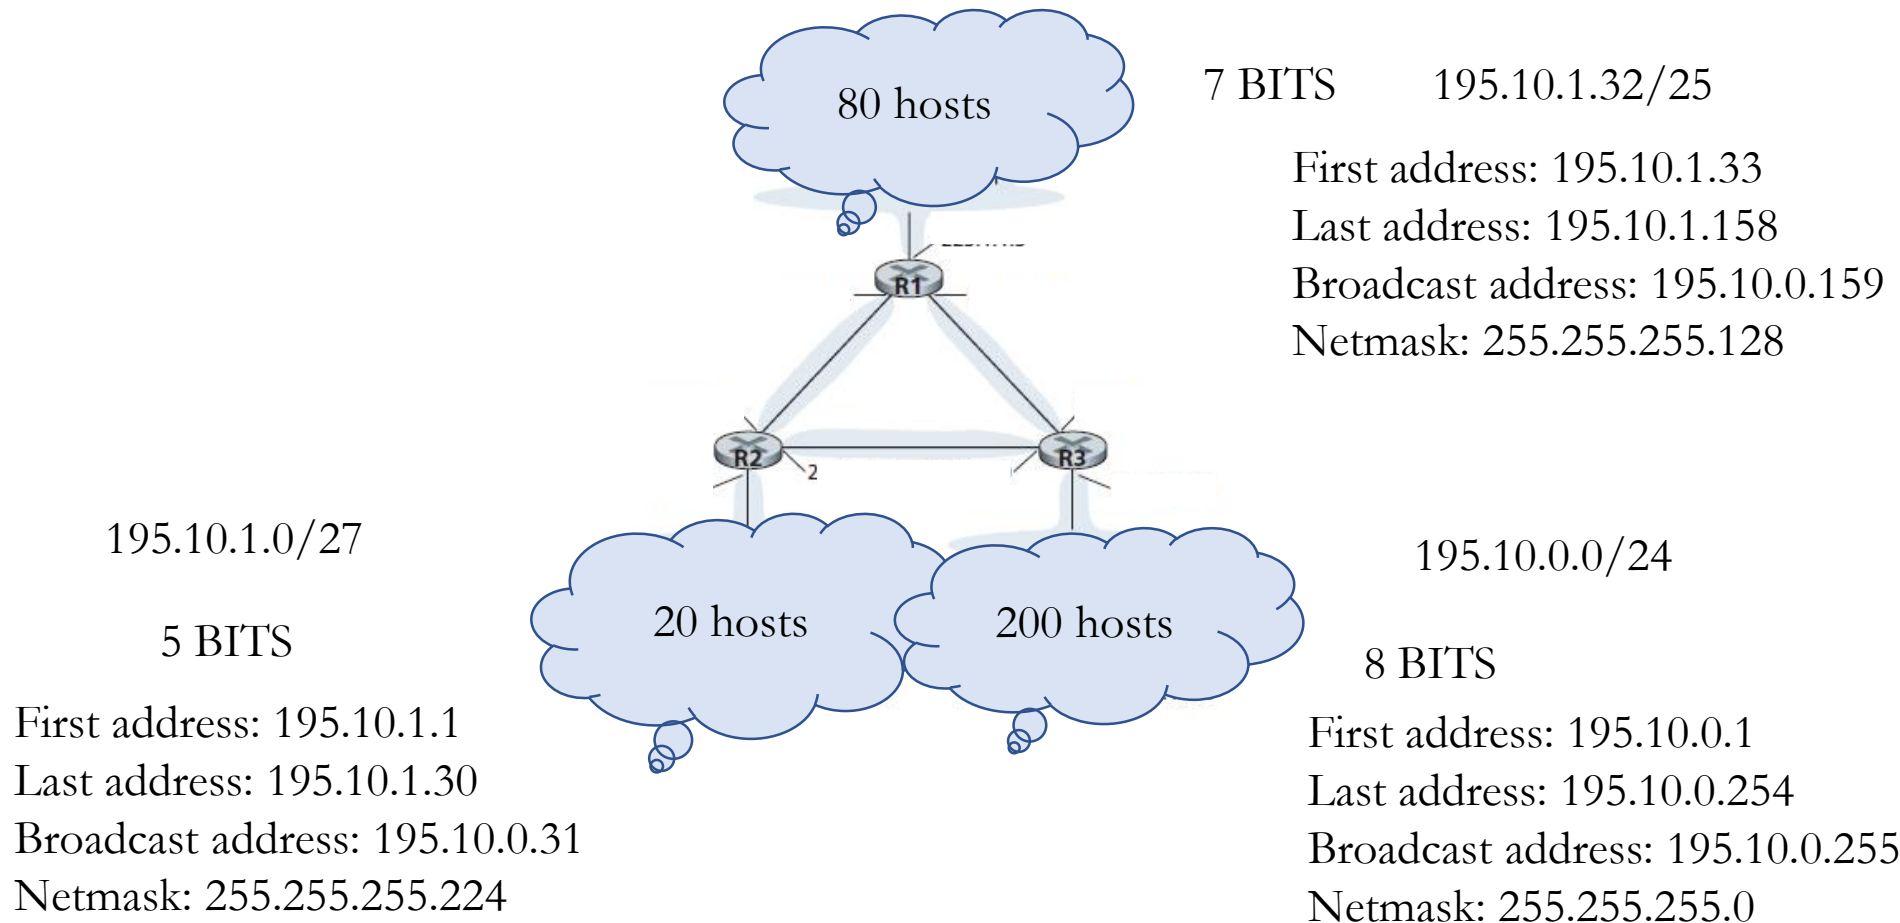 80 hosts
7 BITS
195.10.1.32/25
First address: 195.10.1.33
Last address: 195.10.1.158
Broadcast address: 195.10.0.159
Netmask: 255.255.255.128
R1
R2
2
R3
195.10.1.0/27
5 BITS
20 hosts
First address: 195.10.1.1
Last address: 195.10.1.30
Broadcast address: 195.10.0.31
Netmask: 255.255.255.224
200 hosts
195.10.0.0/24
8 BITS
First address: 195.10.0.1
Last address: 195.10.0.254
Broadcast address: 195.10.0.255
Netmask: 255.255.255.0